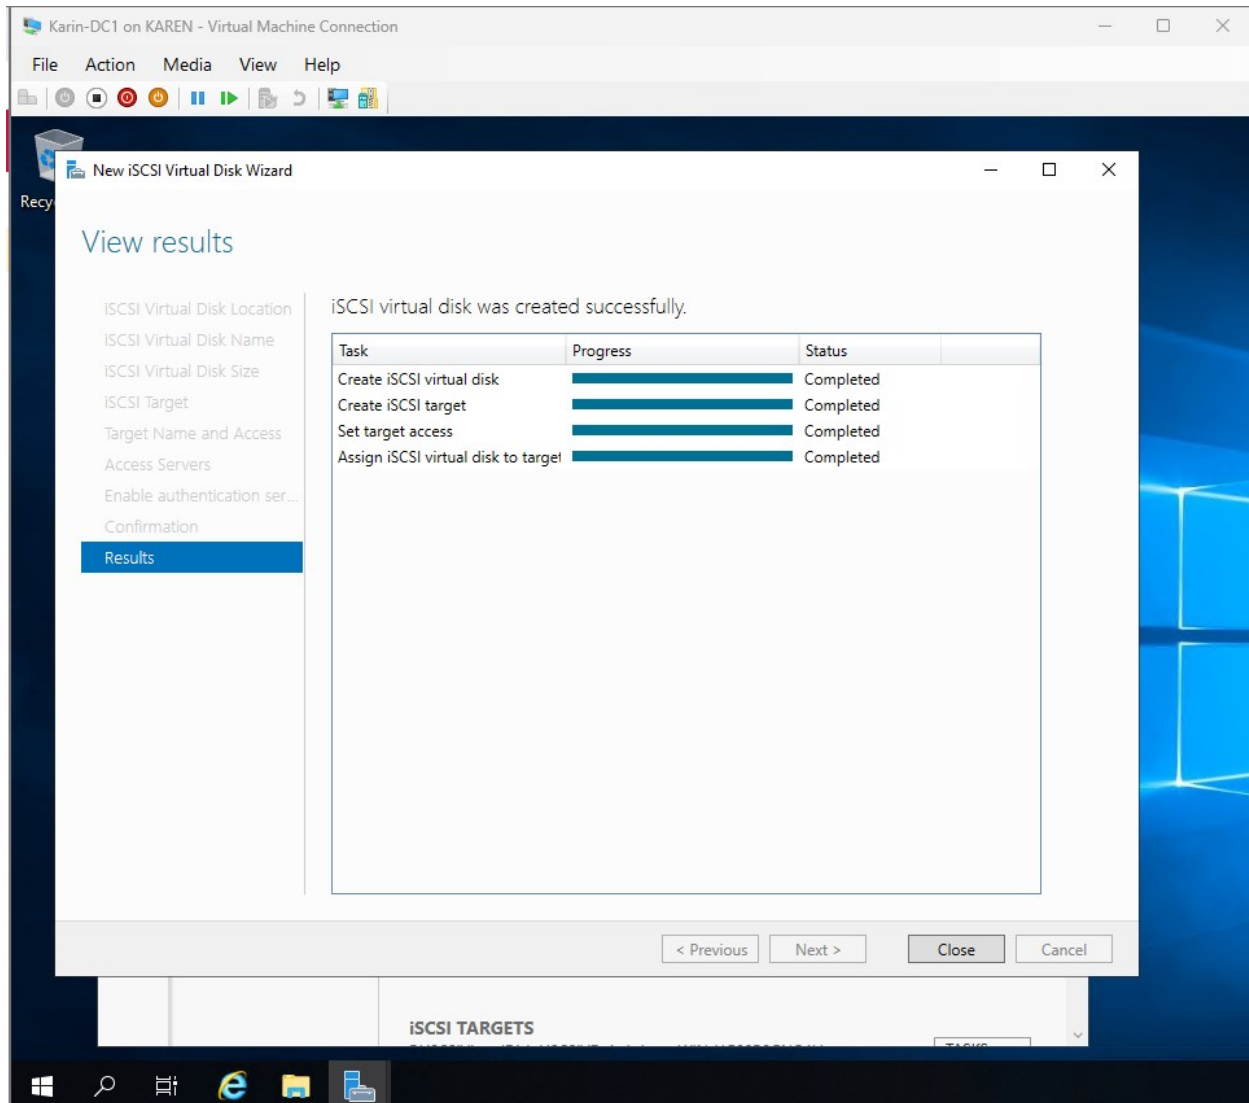 Karin-DC1 on KAREN - Virtual Machine Connection
File Action Media View Help
Recy
New iSCSI Virtual Disk Wizard
View results
iSCSI Virtual Disk Location
iSCSI Virtual Disk Name
iSCSI Virtual Disk Size
iSCSI Target
Target Name and Access
Access Servers
Enable authentication ser...
Confirmation
Results
iSCSI virtual disk was created successfully.
Task Progress Status
Create iSCSI virtual disk Completed
Create iSCSI target Completed
Set target access Completed
Assign iSCSI virtual disk to target Completed
< Previous Next > Close Cancel
iSCSI TARGETS
TASKS